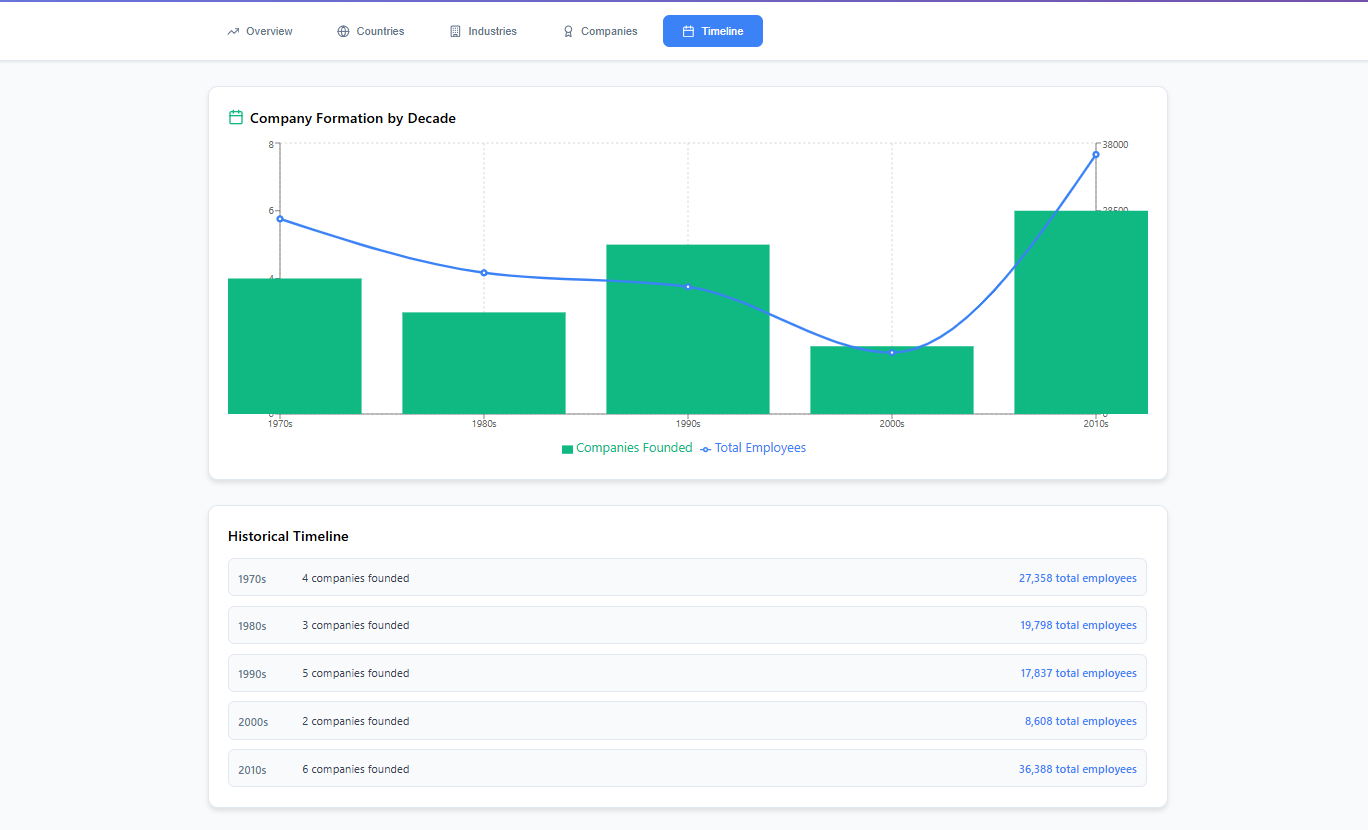 Overview Countries Industries Companies Timeline
Company Formation by Decade
8 38000
6 28500
4
0 0
1970s 1980s 1990s 2000s 2010s
Companies Founded Total Employees
Historical Timeline
1970s 4 companies founded 27,358 total employees
1980s 3 companies founded 19,798 total employees
1990s 5 companies founded 17,837 total employees
2000s 2 companies founded 8,608 total employees
2010s 6 companies founded 36,388 total employees